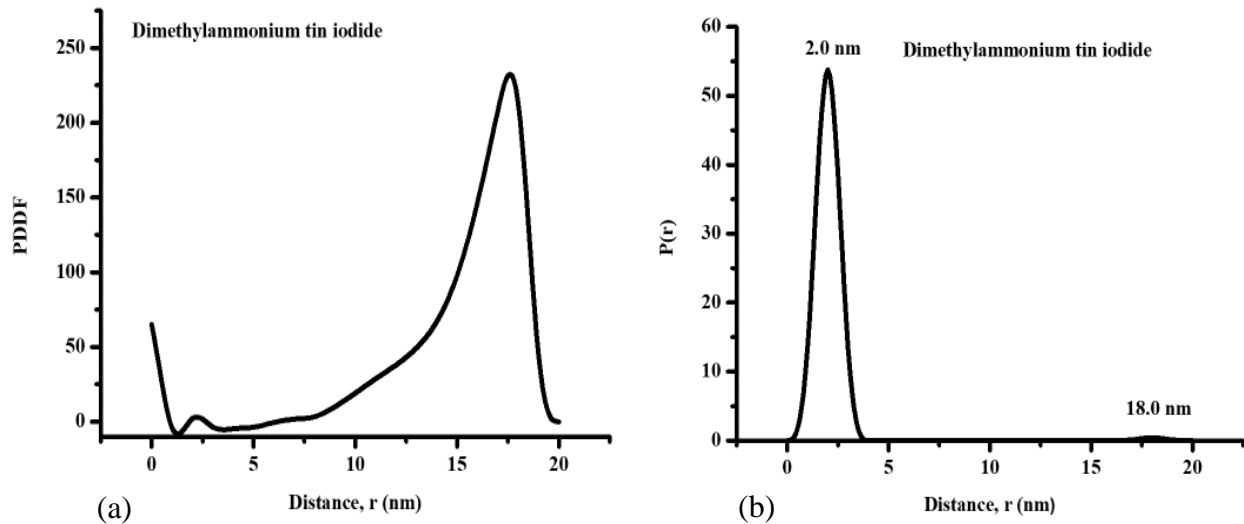 Dimethylammonium tin iodide
250
200
150
100
50
0
PDDF
0 5 10 15 20
Distance, r (nm)
(a)
60
2.0 nm
Dimethylammonium tin iodide
50
40
30
20
10
0
P(r)
18.0 nm
0 5 10 15 20
Distance, r (nm)
(b)